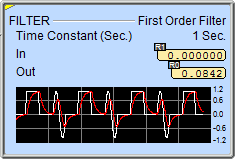 FILTER First Order Filter
Time Constant (Sec.) 1 Sec.
In R1 0.000000
Out R0 0.0842
1.2
0.6
0.0
-0.6
-1.2